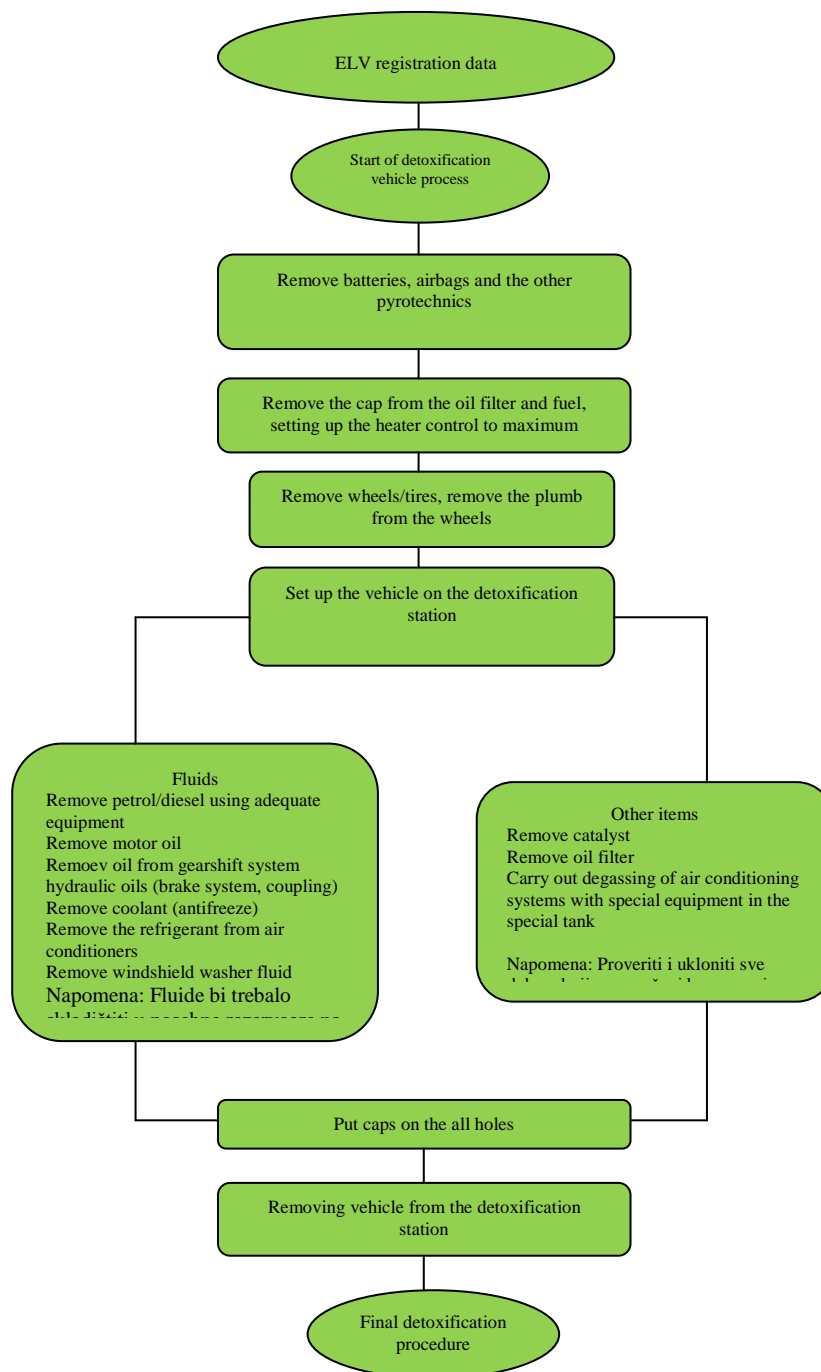 ELV registration data
Start of detoxification
vehicle process
Remove batteries, airbags and the other
pyrotechnics
Remove the cap from the oil filter and fuel,
setting up the heater control to maximum
Remove wheels/tires, remove the plumb
from the wheels
Set up the vehicle on the detoxification
station
Fluids
Remove petrol/diesel using adequate
equipment
Remove motor oil
Remoev oil from gearshift system
hydraulic oils (brake system, coupling)
Remove coolant (antifreeze)
Remove the refrigerant from air
conditioners
Remove windshield washer fluid
Napomena: Fluide bi trebalo
Other items
Remove catalyst
Remove oil filter
Carry out degassing of air conditioning
systems with special equipment in the
special tank
Napomena: Proveriti i ukloniti sve
Put caps on the all holes
Removing vehicle from the detoxification
station
Final detoxification
procedure